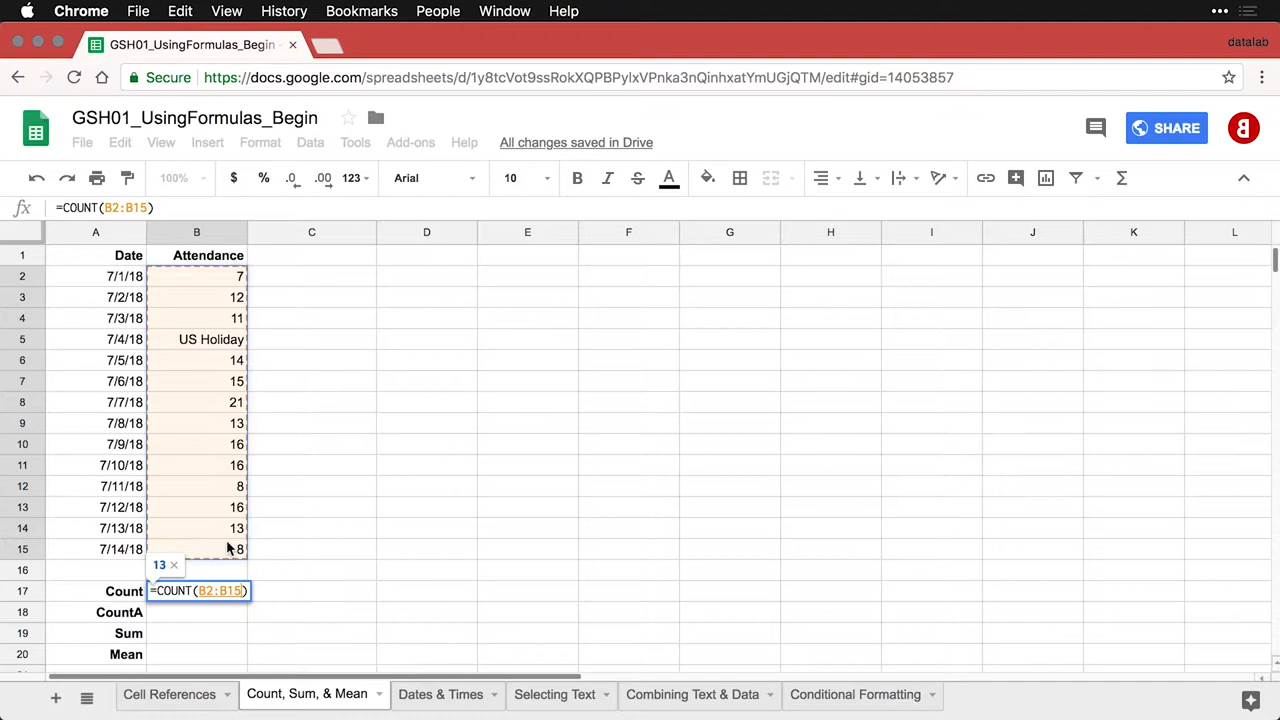 Chrome File Edit View History Bookmarks People Window Help
GSH01_UsingFormulas_Begin - × datalab
Secure https://docs.google.com/spreadsheets/d/1y8tcVot9ssRokXQPBPylxVPnka3nQinhxatYmUGjQTM/edit#gid=14053857
GSH01_UsingFormulas_Begin
SHARE
File Edit View Insert Format Data Tools Add-ons Help All changes saved in Drive
100% $ % .0 .00 123 Arial 10 B I S A Σ
fx =COUNT(B2:B15)
A B C D E F G H I J K L
1 Date Attendance
2 7/1/18 7
3 7/2/18 12
4 7/3/18 11
5 7/4/18 US Holiday
6 7/5/18 14
7 7/6/18 15
8 7/7/18 21
9 7/8/18 13
10 7/9/18 16
11 7/10/18 16
12 7/11/18 8
13 7/12/18 16
14 7/13/18 13
15 7/14/18 8
16 13 ×
17 Count =COUNT(B2:B15)
18 CountA
19 Sum
20 Mean
+ Cell References Count, Sum, & Mean Dates & Times Selecting Text Combining Text & Data Conditional Formatting